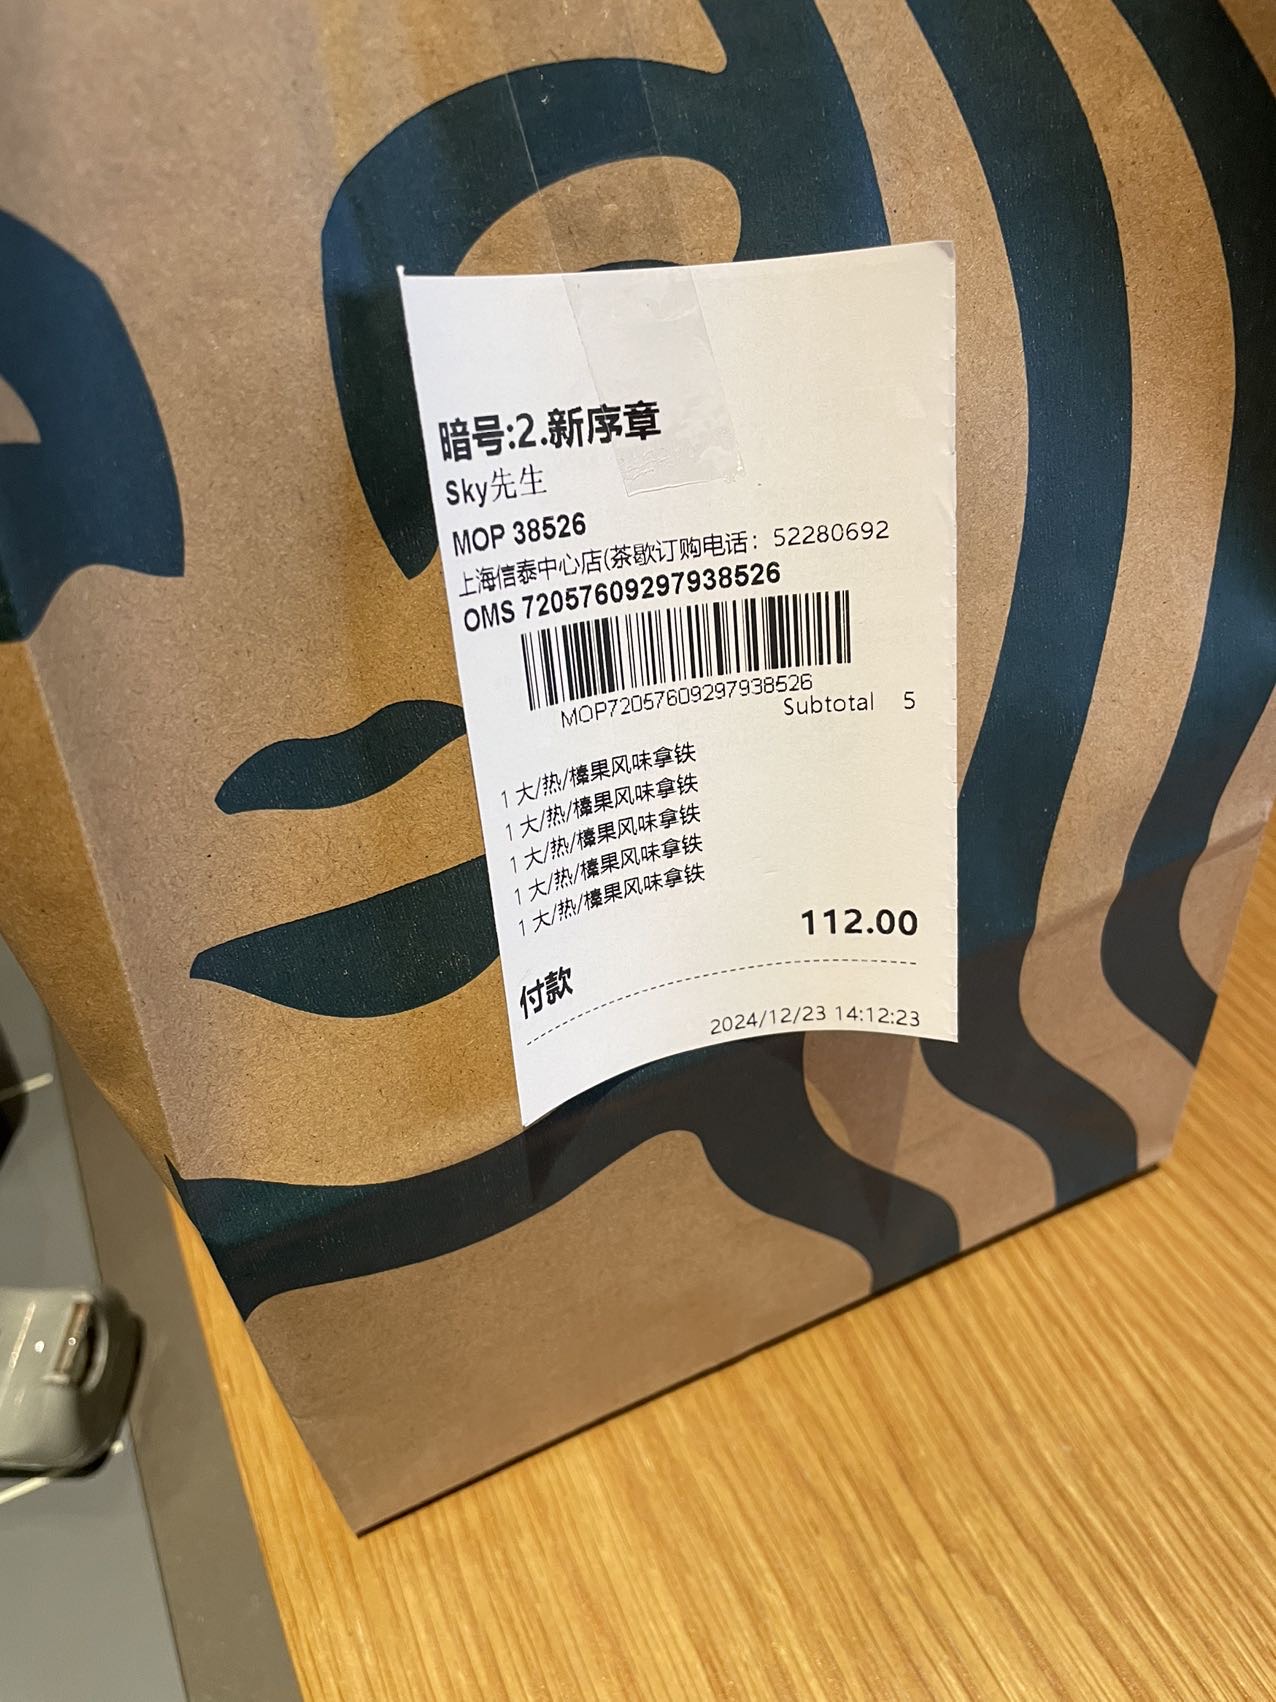 暗号:2.新序章
Sky先生
MOP 38526
上海信泰中心店(茶歇订购电话：52280692
OMS 72057609297938526
MOP72057609297938526
Subtotal 5
1 大/热/榛果风味拿铁
1 大/热/榛果风味拿铁
1 大/热/榛果风味拿铁
1 大/热/榛果风味拿铁
1 大/热/榛果风味拿铁
112.00
付款
2024/12/23 14:12:23